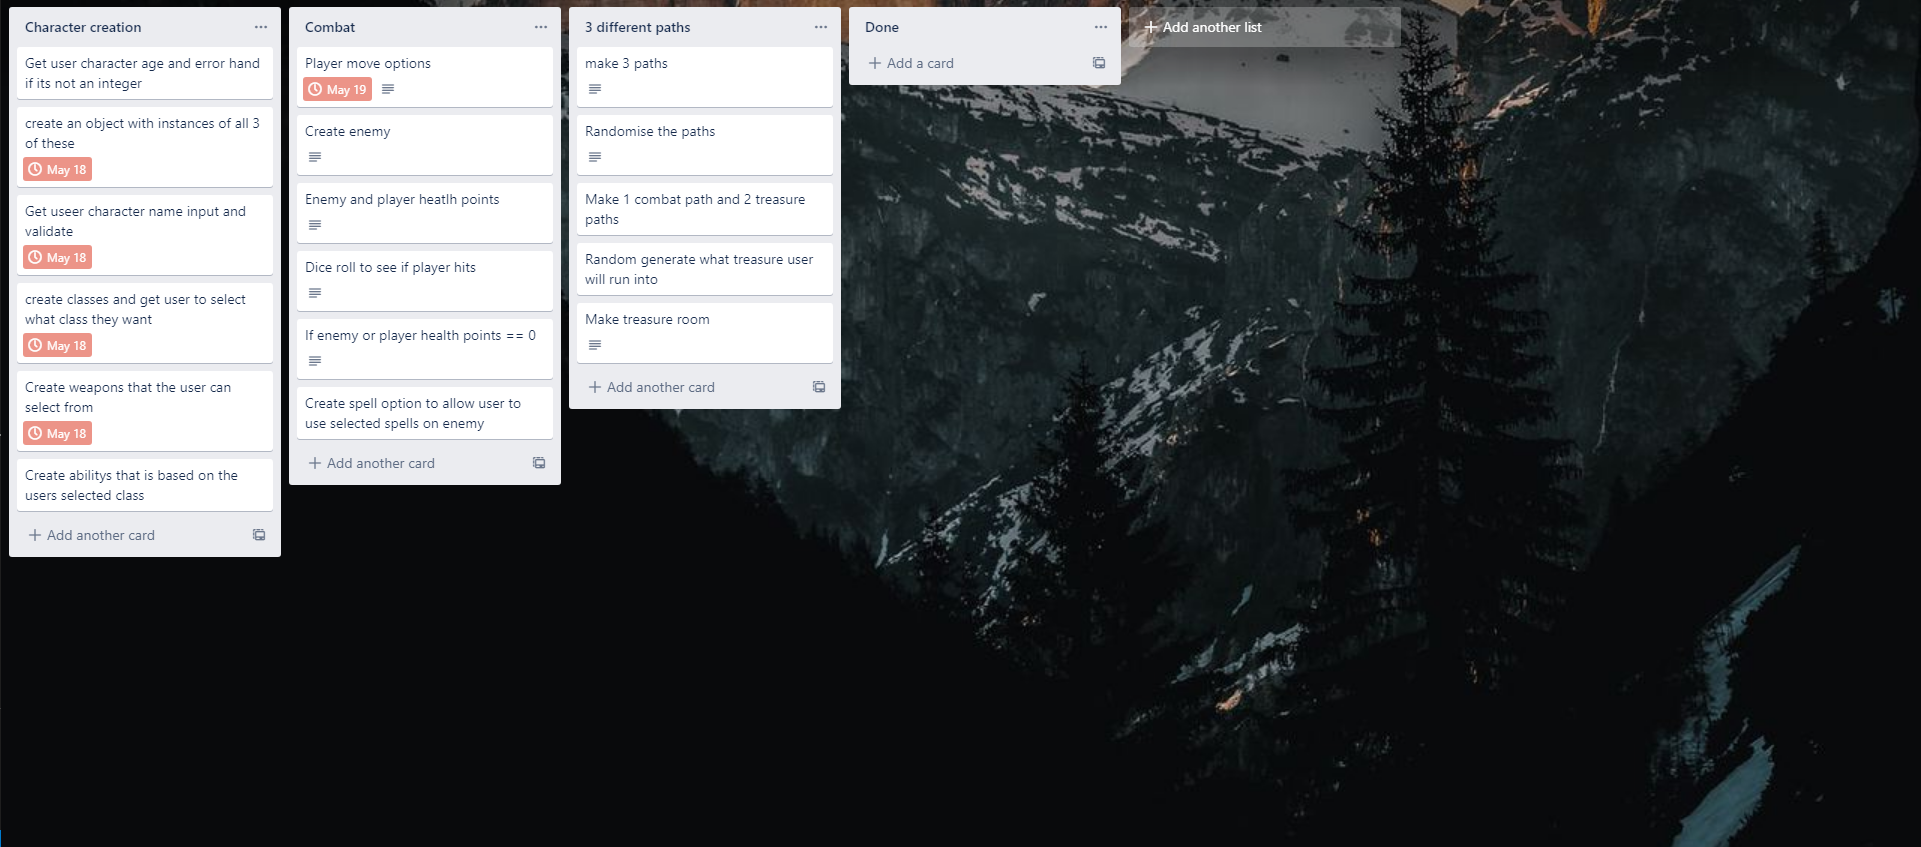 Character creation
Get user character age and error hand
if its not an integer
create an object with instances of all 3
of these
May 18
Get useer character name input and
validate
May 18
create classes and get user to select
what class they want
May 18
Create weapons that the user can
select from
May 18
Create abilitys that is based on the
users selected class
+ Add another card
Combat
Player move options
May 19
Create enemy
Enemy and player heatlh points
Dice roll to see if player hits
If enemy or player health points == 0
Create spell option to allow user to
use selected spells on enemy
+ Add another card
3 different paths
make 3 paths
Randomise the paths
Make 1 combat path and 2 treasure
paths
Random generate what treasure user
will run into
Make treasure room
+ Add another card
Done
+ Add a card
+ Add another list